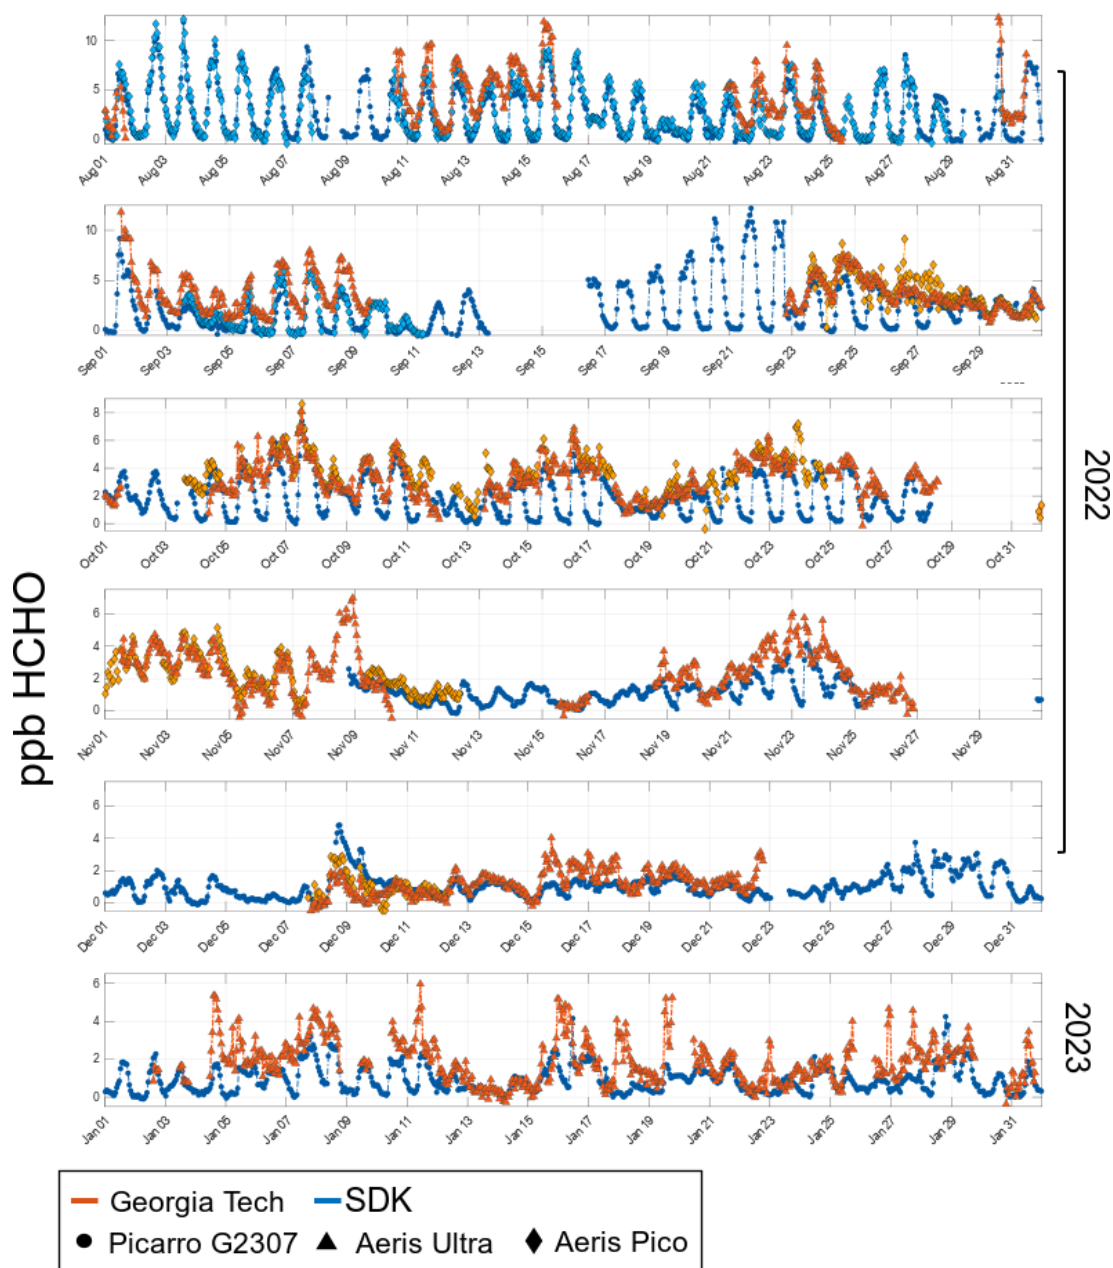 10
5
0
Aug 01
Aug 03
Aug 05
Aug 07
Aug 09
Aug 11
Aug 13
Aug 15
Aug 17
Aug 19
Aug 21
Aug 23
Aug 25
Aug 27
Aug 29
Aug 31
10
5
0
Sep 01
Sep 03
Sep 05
Sep 07
Sep 09
Sep 11
Sep 13
Sep 15
Sep 17
Sep 19
Sep 21
Sep 23
Sep 25
Sep 27
Sep 29
8
6
4
2
0
Oct 01
Oct 03
Oct 05
Oct 07
Oct 09
Oct 11
Oct 13
Oct 15
Oct 17
Oct 19
Oct 21
Oct 23
Oct 25
Oct 27
Oct 29
Oct 31
2022
ppb HCHO
6
4
2
0
Nov 01
Nov 03
Nov 05
Nov 07
Nov 09
Nov 11
Nov 13
Nov 15
Nov 17
Nov 19
Nov 21
Nov 23
Nov 25
Nov 27
Nov 29
6
4
2
0
Dec 01
Dec 03
Dec 05
Dec 07
Dec 09
Dec 11
Dec 13
Dec 15
Dec 17
Dec 19
Dec 21
Dec 23
Dec 25
Dec 27
Dec 29
Dec 31
6
4
2
0
Jan 01
Jan 03
Jan 05
Jan 07
Jan 09
Jan 11
Jan 13
Jan 15
Jan 17
Jan 19
Jan 21
Jan 23
Jan 25
Jan 27
Jan 29
Jan 31
2023
Georgia Tech SDK
Picarro G2307 Aeris Ultra Aeris Pico